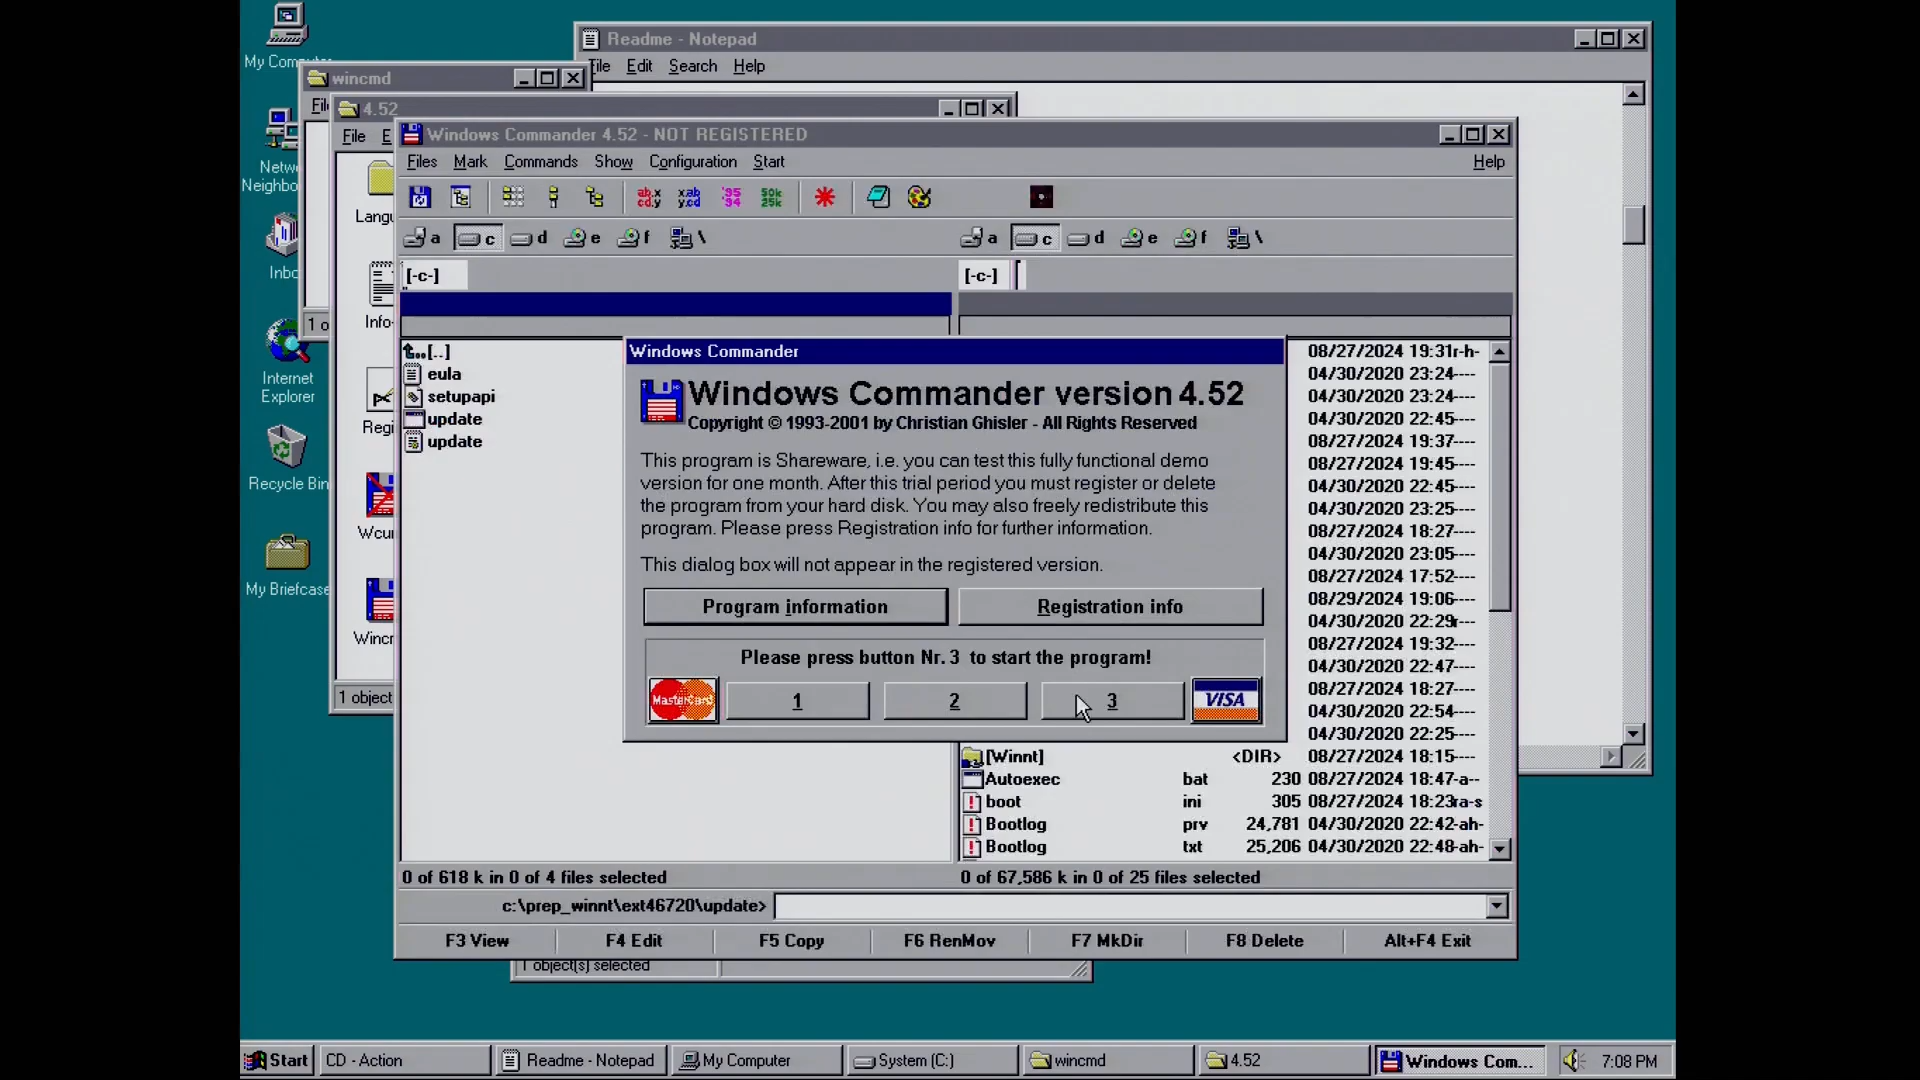 My Computer
Readme - Notepad
File Edit Search Help
wincmd
4.52
File
Windows Commander 4.52 - NOT REGISTERED
Files Mark Commands Show Configuration Start Help
a c d e f \
a c d e f \
[-c-]
[-c-]
[..]
eula
setupapi
update
update
Windows Commander
Windows Commander version 4.52
Copyright © 1993-2001 by Christian Ghisler - All Rights Reserved
This program is Shareware, i.e. you can test this fully functional demo
version for one month. After this trial period you must register or delete
the program from your hard disk. You may also freely redistribute this
program. Please press Registration info for further information.
This dialog box will not appear in the registered version.
Program information
Registration info
Please press button Nr. 3 to start the program!
MasterCard
1
2
3
VISA
08/27/2024 19:31 r-h-
04/30/2020 23:24 ----
04/30/2020 23:24 ----
04/30/2020 22:45 ----
08/27/2024 19:37 ----
08/27/2024 19:45 ----
04/30/2020 22:45 ----
04/30/2020 23:25 ----
08/27/2024 18:27 ----
04/30/2020 23:05 ----
08/27/2024 17:52 ----
08/29/2024 19:06 ----
04/30/2020 22:29 r---
08/27/2024 19:32 ----
04/30/2020 22:47 ----
08/27/2024 18:27 ----
04/30/2020 22:54 ----
04/30/2020 22:25 ----
[Winnt] <DIR> 08/27/2024 18:15 ----
Autoexec bat 230 08/27/2024 18:47 -a--
boot ini 305 08/27/2024 18:23 ra-s
Bootlog prv 24,781 04/30/2020 22:42 -ah-
Bootlog txt 25,206 04/30/2020 22:48 -ah-
0 of 618 k in 0 of 4 files selected
0 of 67,586 k in 0 of 25 files selected
c:\prep_winnt\ext46720\update>
F3 View F4 Edit F5 Copy F6 RenMov F7 MkDir F8 Delete Alt+F4 Exit
1 object(s) selected
Netw
Neighbo
Inbo
Internet
Explorer
Recycle Bin
My Briefcase
Langu
Info-
Regi
Wcu
Wincm
1 o
1 object
Start
CD - Action
Readme - Notepad
My Computer
System (C:)
wincmd
4.52
Windows Com...
7:08 PM